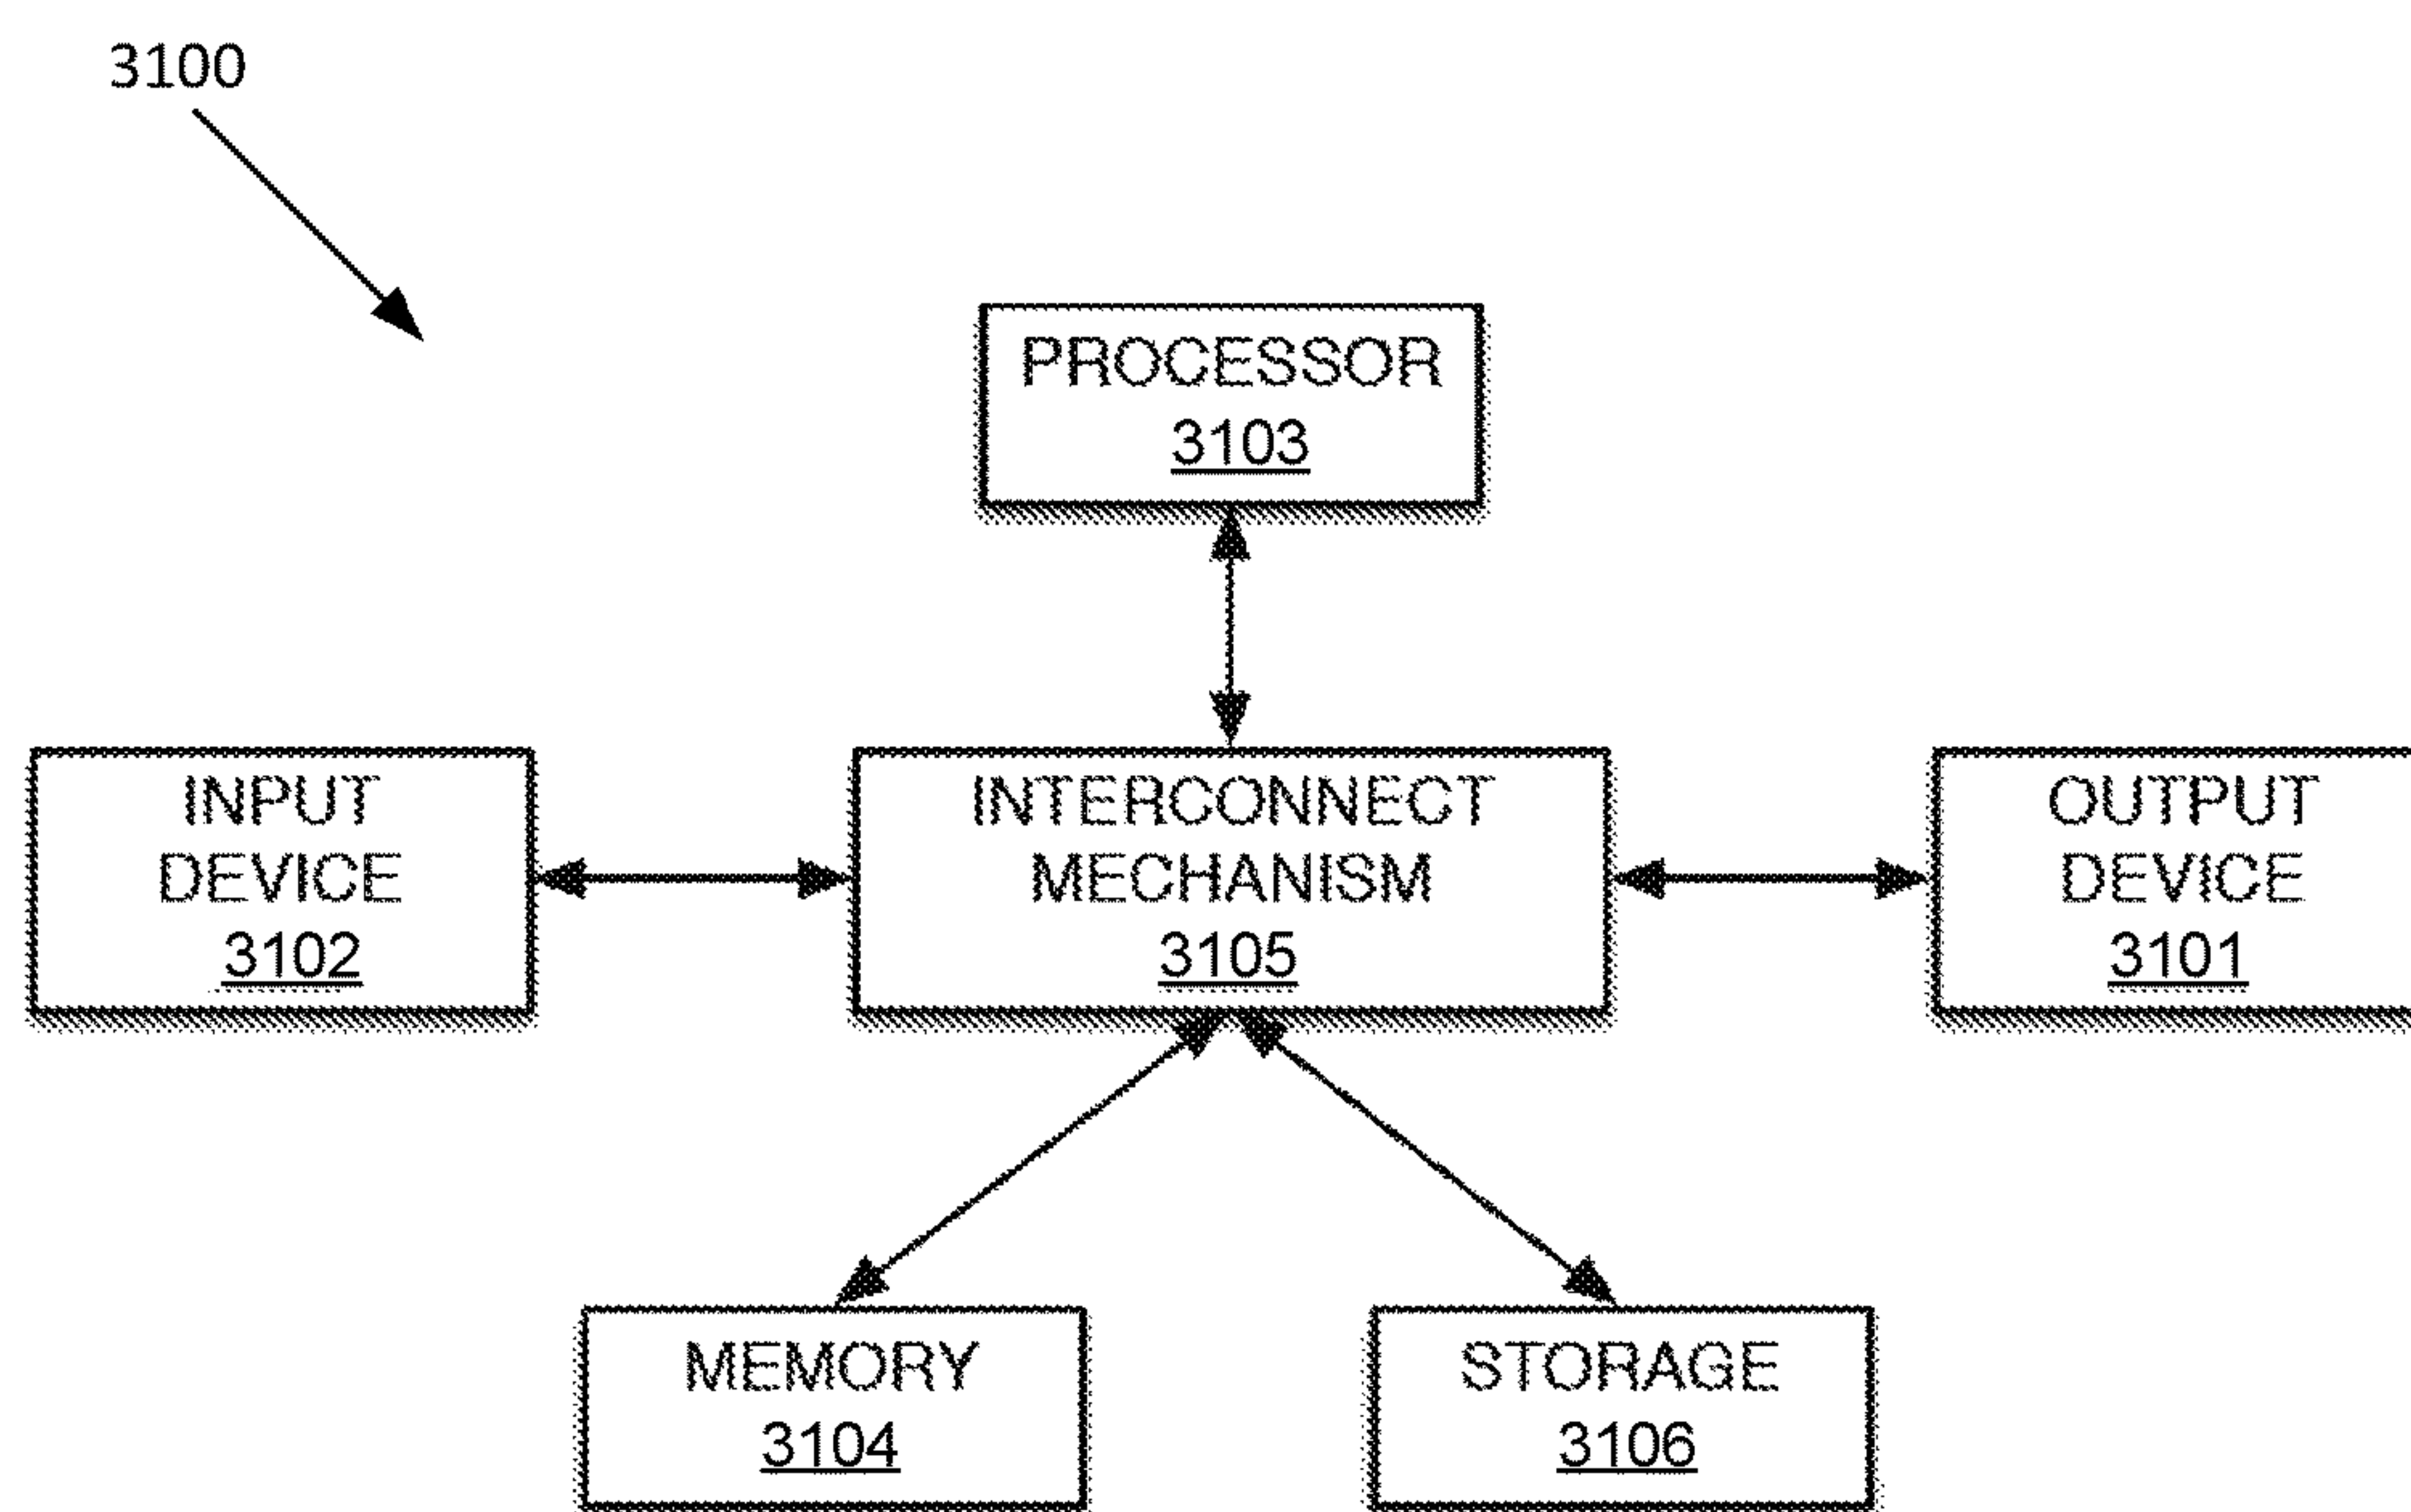 3100
PROCESSOR
3103
INPUT
DEVICE
3102
INTERCONNECT
MECHANISM
3105
OUTPUT
DEVICE
3101
MEMORY
3104
STORAGE
3106